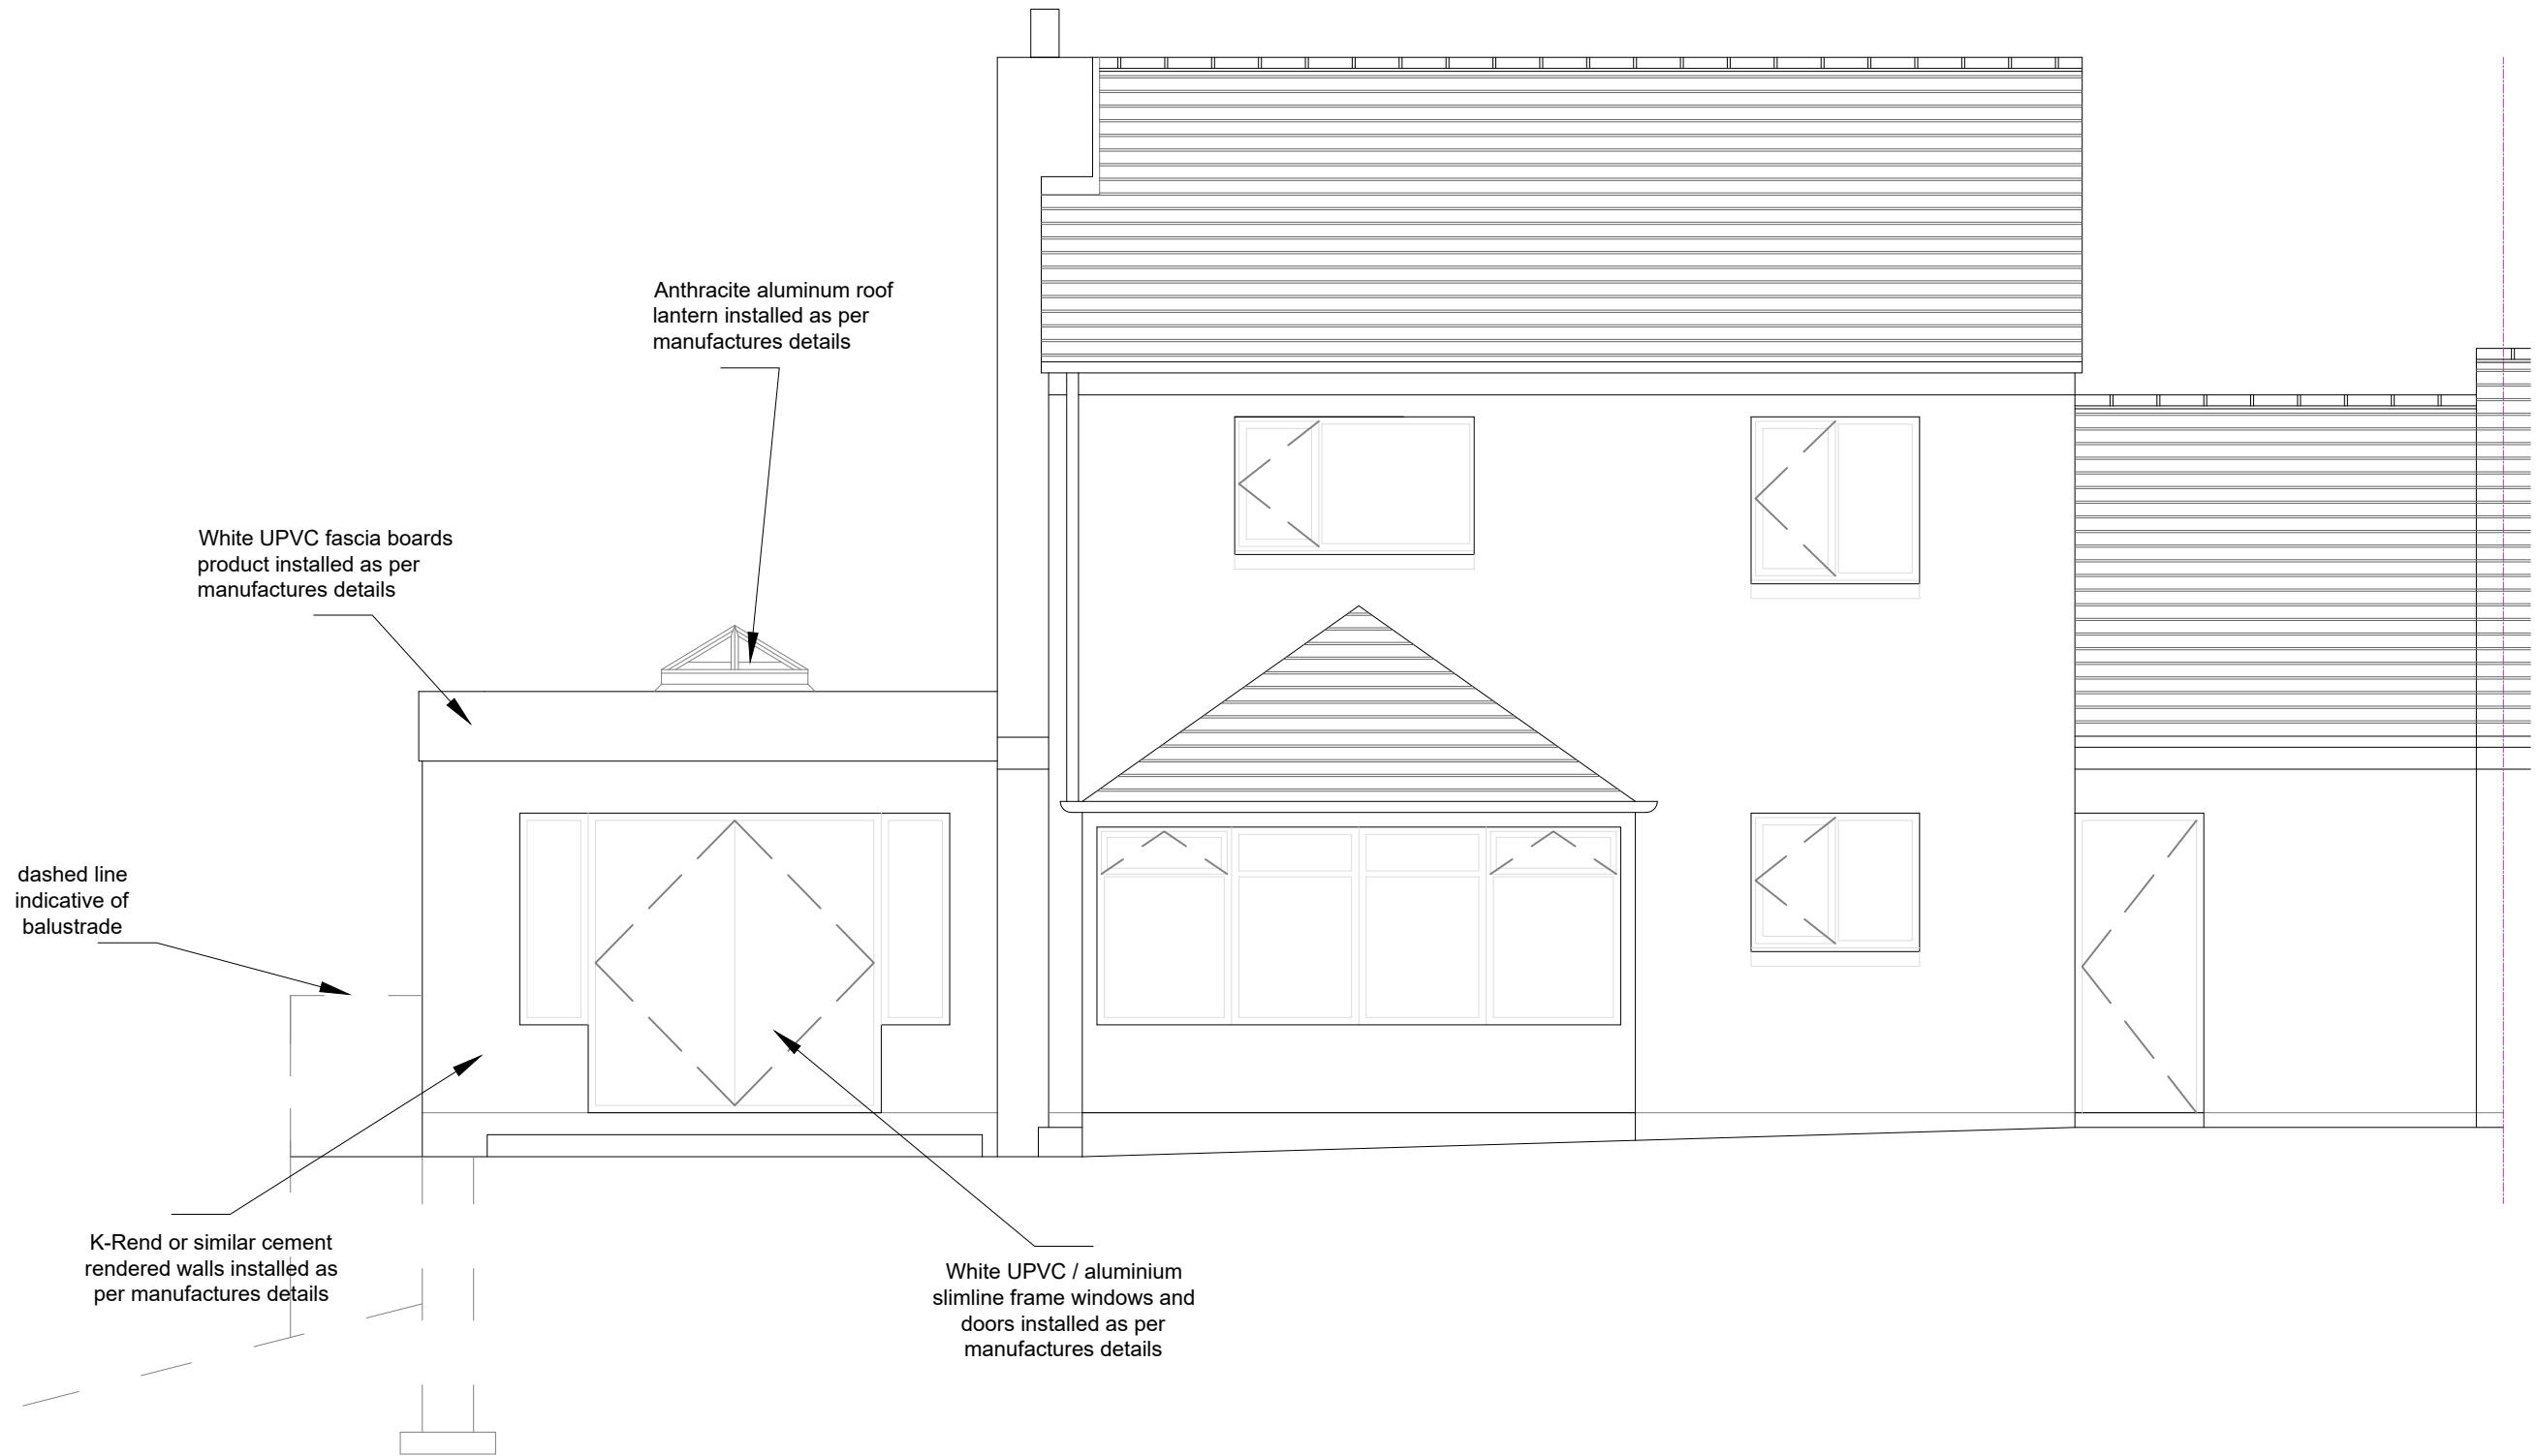 Anthracite aluminum roof
lantern installed as per
manufactures details
White UPVC fascia boards
product installed as per
manufactures details
dashed line
indicative of
balustrade
K-Rend or similar cement
rendered walls installed as
per manufactures details
White UPVC / aluminium
slimline frame windows and
doors installed as per
manufactures details